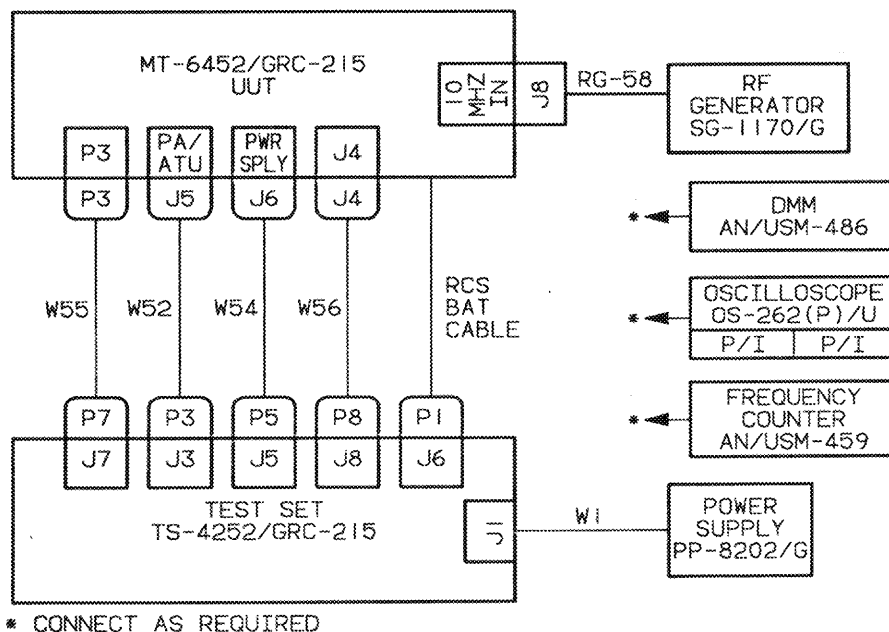 MT-6452/GRC-215
UUT
10
MHZ
IN
J8
RG-58
RF
GENERATOR
SG-1170/G
P3
PA/
ATU
PWR
SPLY
J4
P3
J5
J6
J4
* DMM
AN/USM-486
W55
W52
W54
W56
RCS
BAT
CABLE
* OSCILLOSCOPE
OS-262(P)/U
P/I P/I
P7
P3
P5
P8
P1
* FREQUENCY
COUNTER
AN/USM-459
J7
J3
J5
J8
J6
TEST SET
TS-4252/GRC-215
J1
W1
POWER
SUPPLY
PP-8202/G
* CONNECT AS REQUIRED